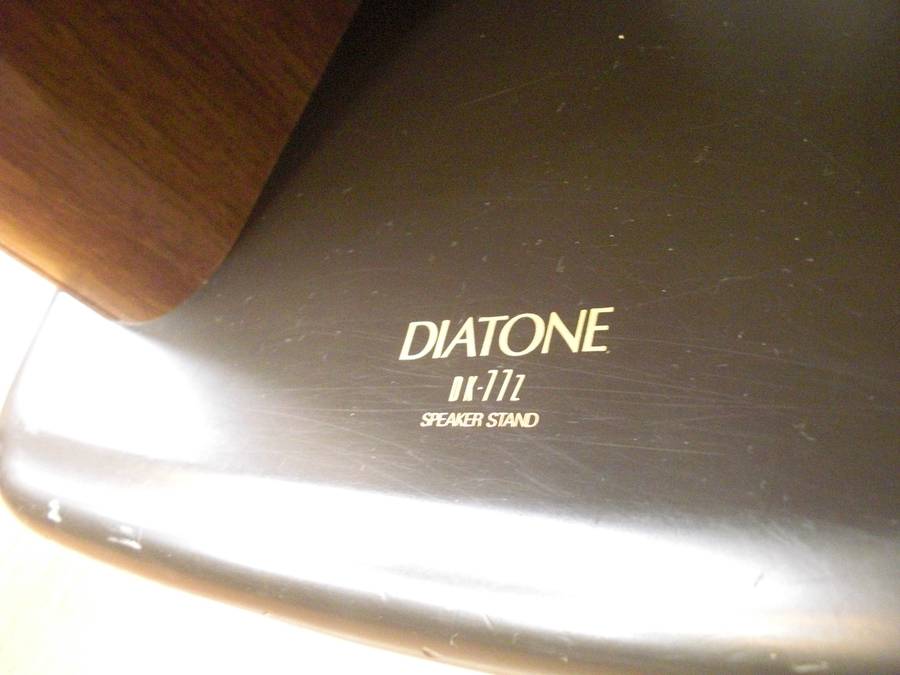 DIATONE
DK-77Z
SPEAKER STAND